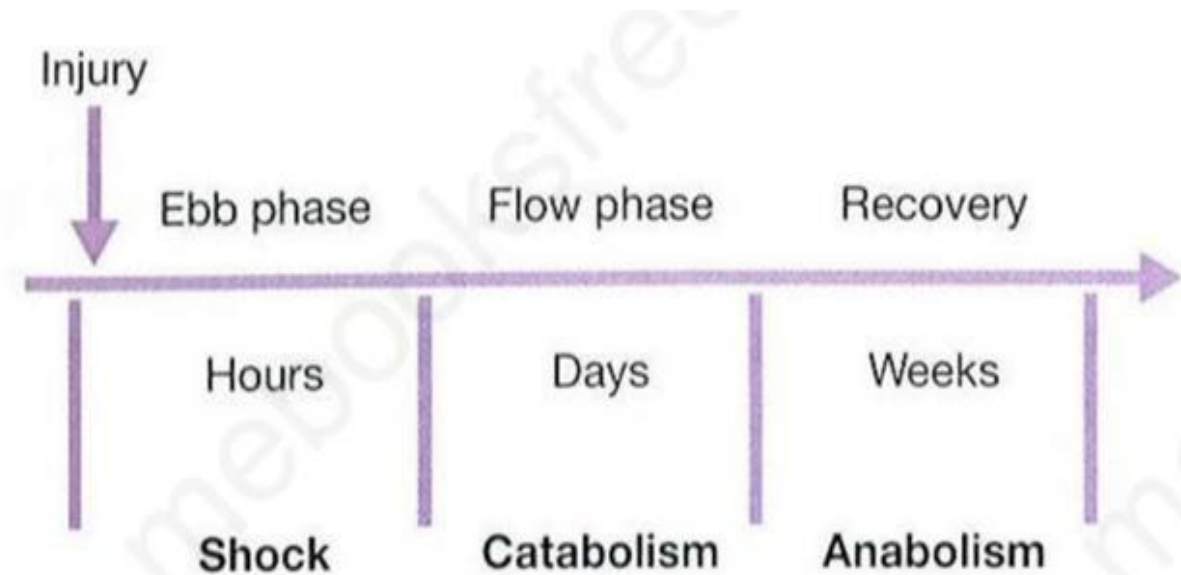 Injury
Ebb phase Flow phase Recovery
Hours Days Weeks
Shock Catabolism Anabolism